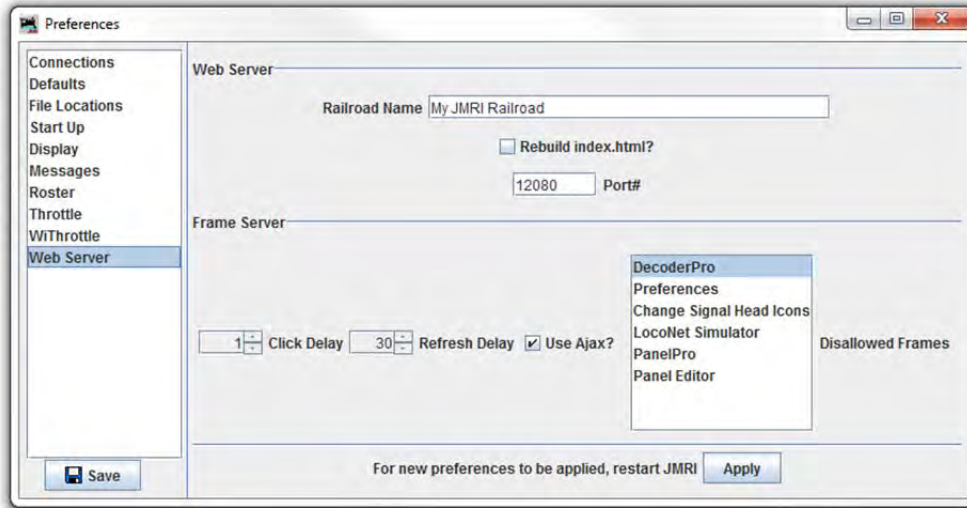 Preferences
Connections
Defaults
File Locations
Start Up
Display
Messages
Roster
Throttle
WiThrottle
Web Server
Save
Web Server
Railroad Name My JMRI Railroad
Rebuild index.html?
12080 Port#
Frame Server
1 Click Delay 30 Refresh Delay Use Ajax?
DecoderPro
Preferences
Change Signal Head Icons
LocoNet Simulator
PanelPro
Panel Editor
Disallowed Frames
For new preferences to be applied, restart JMRI Apply